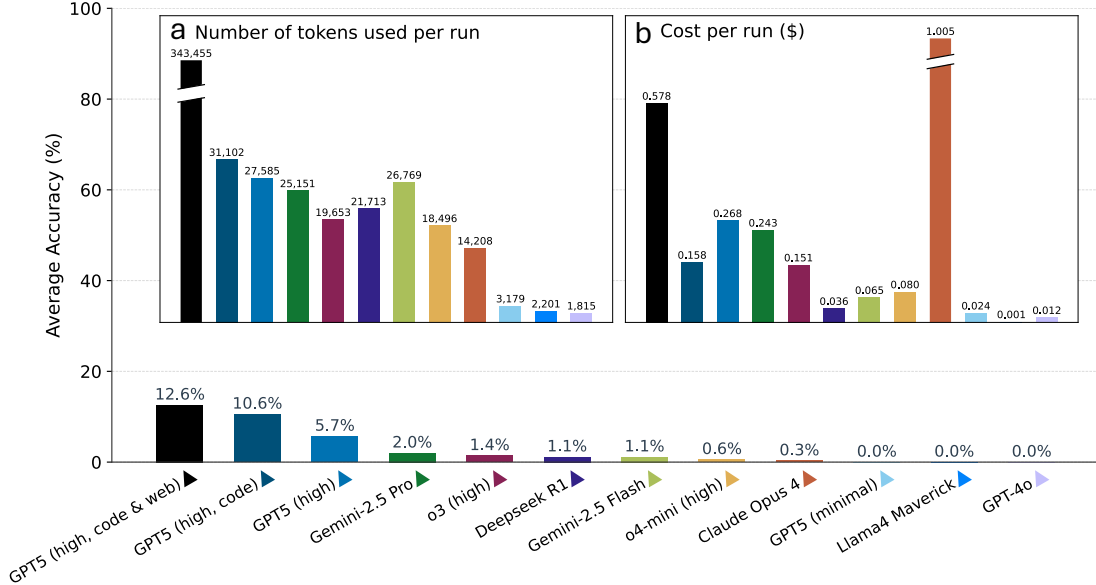 100
80
60
40
20
0
Average Accuracy (%)
a Number of tokens used per run
343,455
31,102
27,585
25,151
19,653
21,713
26,769
18,496
14,208
3,179
2,201
1,815
b Cost per run ($)
0.578
0.158
0.268
0.243
0.151
0.036
0.065
0.080
1.005
0.024
0.001
0.012
12.6%
10.6%
5.7%
2.0%
1.4%
1.1%
1.1%
0.6%
0.3%
0.0%
0.0%
0.0%
GPT5 (high, code & web)
GPT5 (high, code)
GPT5 (high)
Gemini-2.5 Pro
o3 (high)
Deepseek R1
Gemini-2.5 Flash
o4-mini (high)
Claude Opus 4
GPT5 (minimal)
Llama4 Maverick
GPT-4o